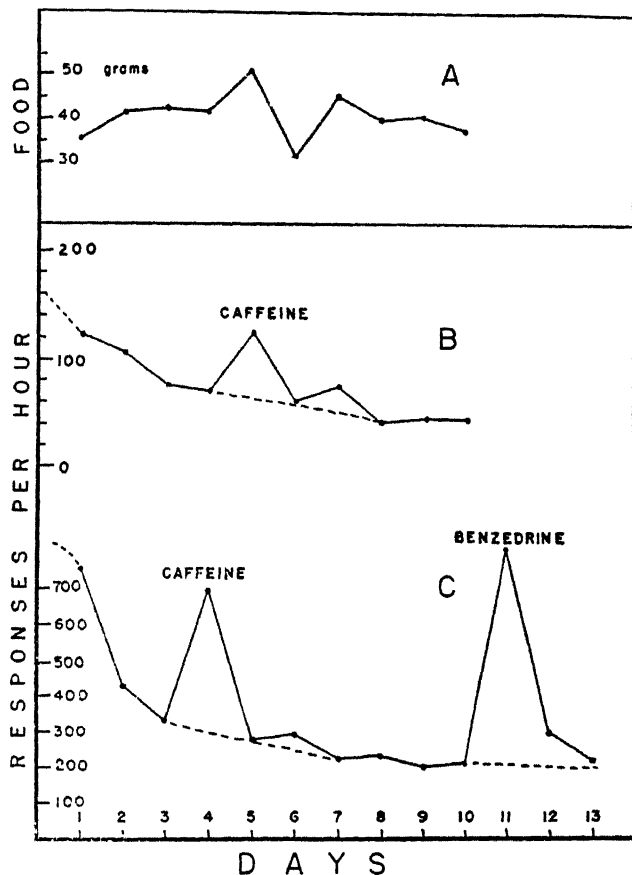 FOOD
50 grams
40
30
A
RESPONSES PER HOUR
200
100
0
CAFFEINE
B
700
600
500
400
300
200
100
CAFFEINE
BENZEDRINE
C
1 2 3 4 5 6 7 8 9 10 11 12 13
DAYS